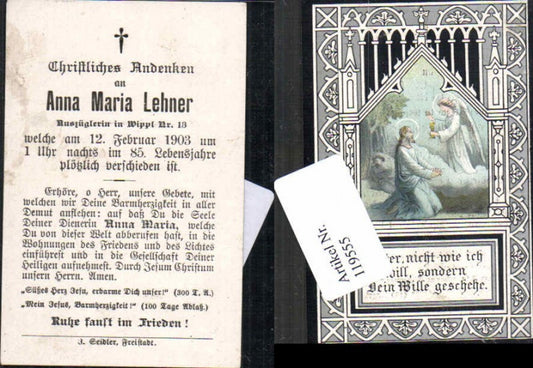 Christliches Andenken
an
Anna Maria Lehner
Auszüglerin in Wippl Nr. 13
welche am 12. Februar 1903 um
1 Uhr nachts im 85. Lebensjahre
plötzlich verschieden ist.
Erhöre, o Herr, unsere Gebete, mit
welchen wir Deine Barmherzigkeit in aller
Demut anflehen: auf daß Du die Seele
Deiner Dienerin Anna Maria, welche
Du von dieser Welt abberufen hast, in die
Wohnungen des Friedens und des Lichtes
einführest und in die Gesellschaft Deiner
Heiligen aufnehmest. Durch Jesum Christum
unsern Herrn. Amen.
„Süßes Herz Jesu, erbarme Dich unser!“ (300 T. A.)
„Mein Jesus, Barmherzigkeit!“ (100 Tage Ablaß.)
Ruhe sanft im Frieden!
J. Seidler, Freistadt.
Artikel Nr.
119555
ter, nicht wie ich
will, sondern
Dein Wille geschehe.